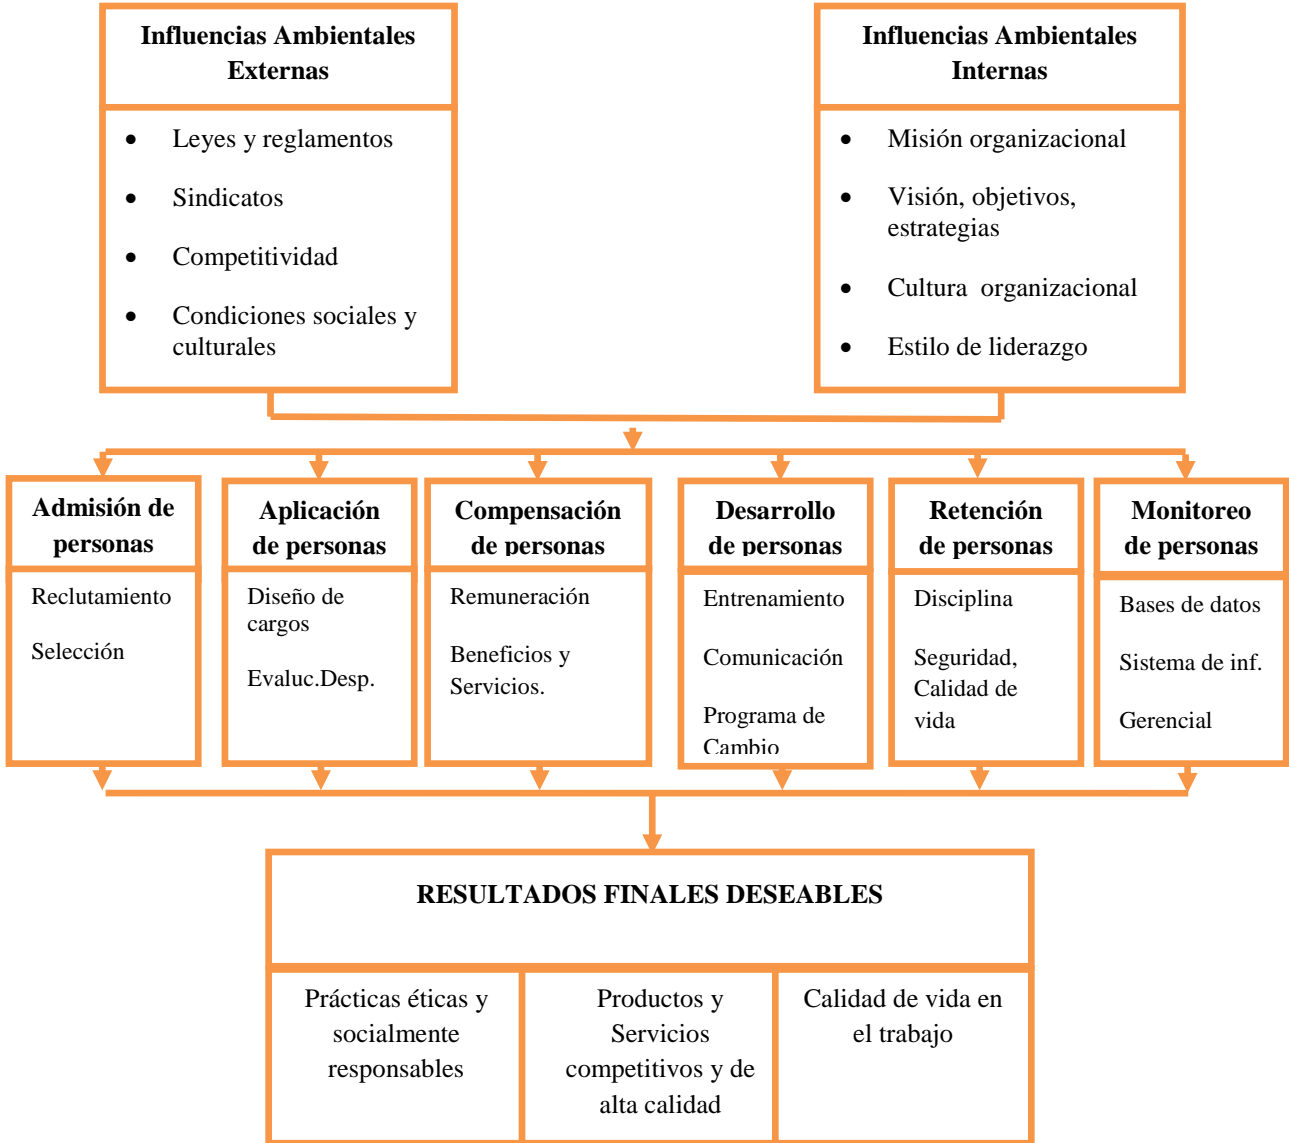 Influencias Ambientales
Externas
• Leyes y reglamentos
• Sindicatos
• Competitividad
• Condiciones sociales y
culturales
Influencias Ambientales
Internas
• Misión organizacional
• Visión, objetivos,
estrategias
• Cultura organizacional
• Estilo de liderazgo
Admisión de
personas
Reclutamiento
Selección
Aplicación
de personas
Diseño de
cargos
Evaluc.Desp.
Compensación
de personas
Remuneración
Beneficios y
Servicios.
Desarrollo
de personas
Entrenamiento
Comunicación
Programa de
Cambio
Retención
de personas
Disciplina
Seguridad,
Calidad de
vida
Monitoreo
de personas
Bases de datos
Sistema de inf.
Gerencial
RESULTADOS FINALES DESEABLES
Prácticas éticas y
socialmente
responsables
Productos y
Servicios
competitivos y de
alta calidad
Calidad de vida en
el trabajo